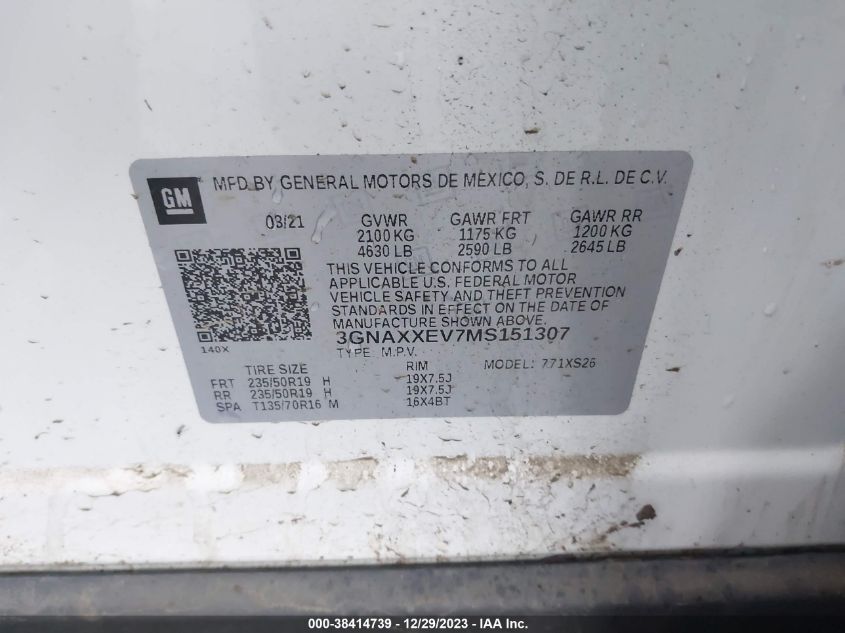 GM MFD BY GENERAL MOTORS DE MEXICO, S. DE R.L. DE C.V.
03/21 GVWR GAWR FRT GAWR RR
2100 KG 1175 KG 1200 KG
4630 LB 2590 LB 2645 LB
THIS VEHICLE CONFORMS TO ALL
APPLICABLE U.S. FEDERAL MOTOR
VEHICLE SAFETY AND THEFT PREVENTION
STANDARDS IN EFFECT ON THE DATE OF
MANUFACTURE SHOWN ABOVE.
3GNAXXEV7MS151307
140X TYPE M.P.V. MODEL 771XS26
TIRE SIZE RIM
FRT 235/50R19 H 19X7.5J
RR 235/50R19 H 19X7.5J
SPA T135/70R16 M 16X4BT
000-38414739 - 12/29/2023 - IAA Inc.